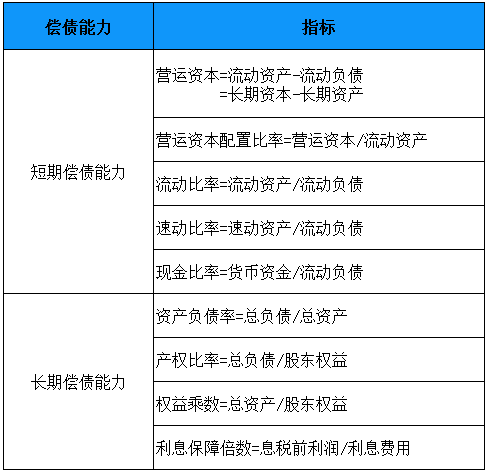 偿债能力
指标
短期偿债能力
营运资本=流动资产-流动负债
=长期资本-长期资产
营运资本配置比率=营运资本/流动资产
流动比率=流动资产/流动负债
速动比率=速动资产/流动负债
现金比率=货币资金/流动负债
长期偿债能力
资产负债率=总负债/总资产
产权比率=总负债/股东权益
权益乘数=总资产/股东权益
利息保障倍数=息税前利润/利息费用